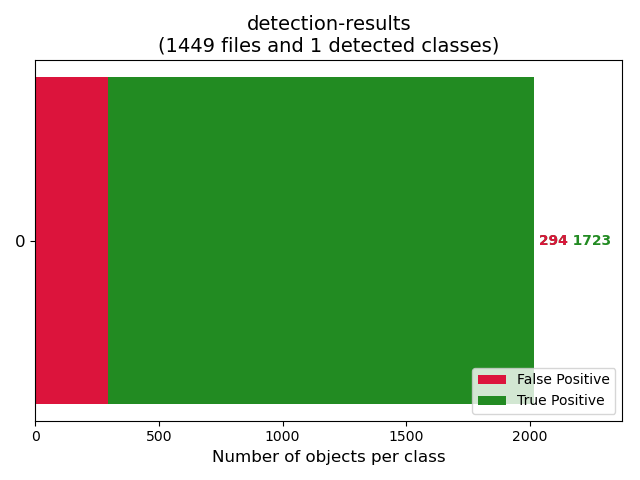 detection-results
(1449 files and 1 detected classes)
0
294 1723
False Positive
True Positive
0 500 1000 1500 2000
Number of objects per class